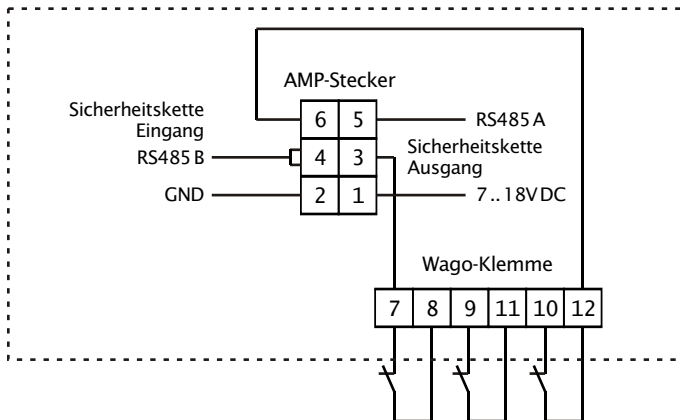 AMP-Stecker
Sicherheitskette
Eingang
6 5
RS485 A
RS485 B
4 3
Sicherheitskette
Ausgang
GND
2 1
7 .. 18V DC
Wago-Klemme
7 8 9 11 10 12